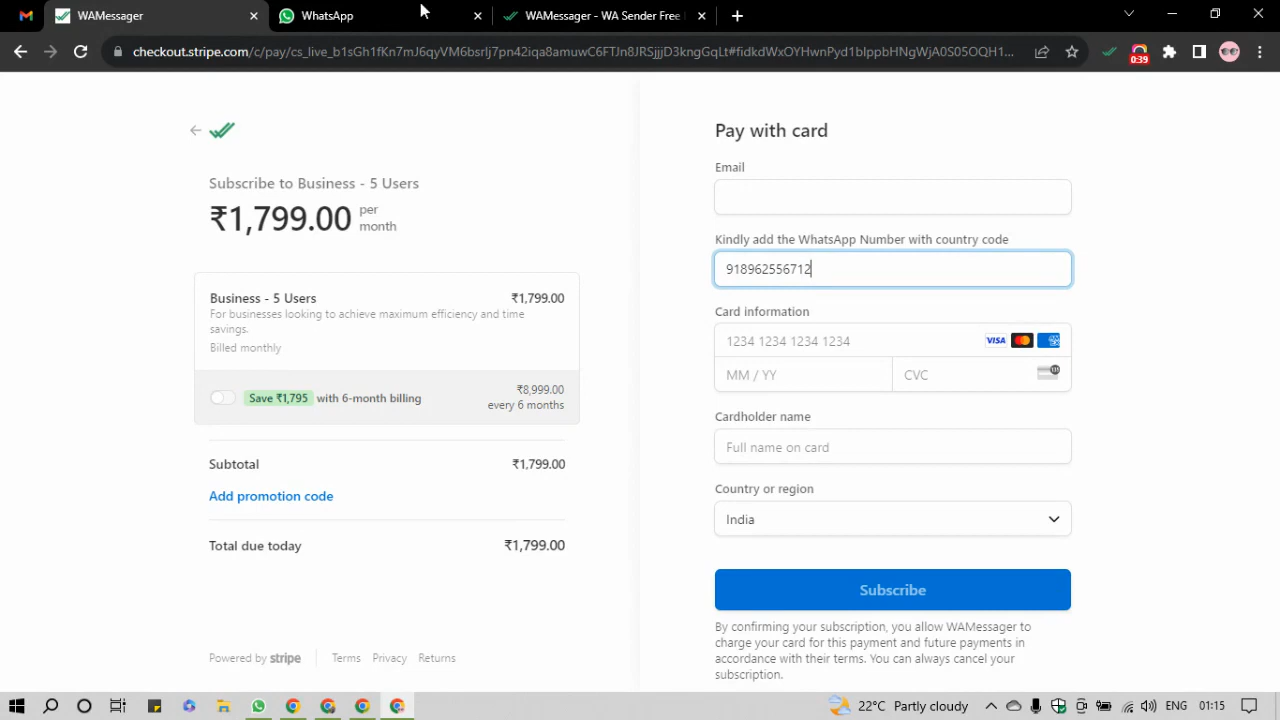 WAMessager
WhatsApp
WAMessager - WA Sender Free
0:39
Subscribe to Business - 5 Users
₹1,799.00 per
month
Business - 5 Users ₹1,799.00
For businesses looking to achieve maximum efficiency and time
savings.
Billed monthly
Save ₹1,795 with 6-month billing ₹8,999.00
every 6 months
Subtotal ₹1,799.00
Add promotion code
Total due today ₹1,799.00
Powered by stripe Terms Privacy Returns
Pay with card
Email
Kindly add the WhatsApp Number with country code
918962556712
Card information
1234 1234 1234 1234 VISA
MM / YY CVC
Cardholder name
Full name on card
Country or region
India
Subscribe
By confirming your subscription, you allow WAMessager to
charge your card for this payment and future payments in
accordance with their terms. You can always cancel your
subscription.
22°C Partly cloudy ENG 01:15